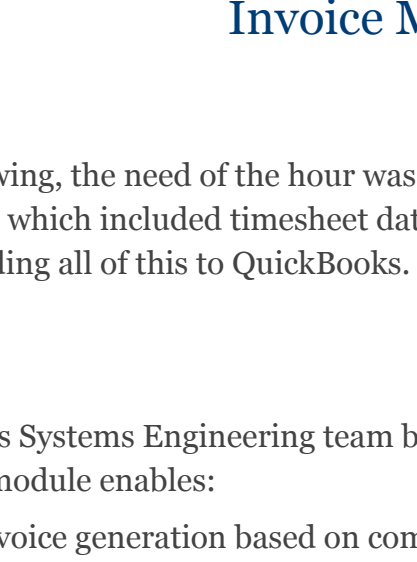 Invoice M
wing, the need of the hour was
which included timesheet dat
ding all of this to QuickBooks.
s Systems Engineering team b
module enables:
voice generation based on com